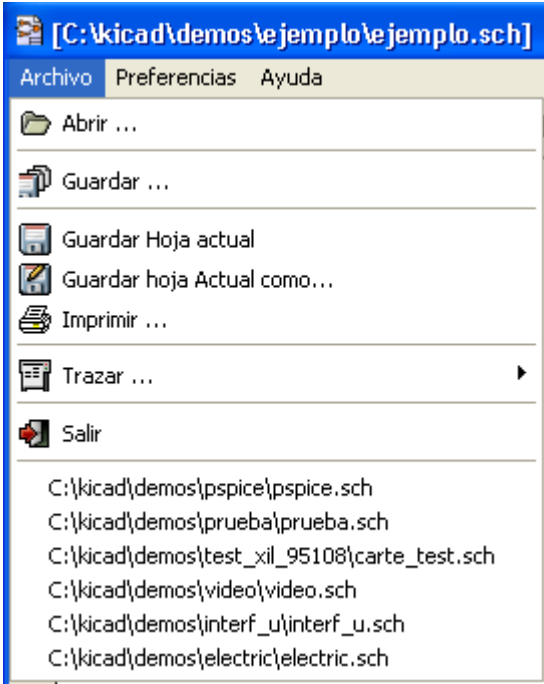 [C:\kicad\demos\ejemplo\ejemplo.sch]
Archivo Preferencias Ayuda
Abrir ...
Guardar ...
Guardar Hoja actual
Guardar hoja Actual como...
Imprimir ...
Trazar ...
Salir
C:\kicad\demos\pspice\pspice.sch
C:\kicad\demos\prueba\prueba.sch
C:\kicad\demos\test_xil_95108\carte_test.sch
C:\kicad\demos\video\video.sch
C:\kicad\demos\interf_u\interf_u.sch
C:\kicad\demos\electric\electric.sch